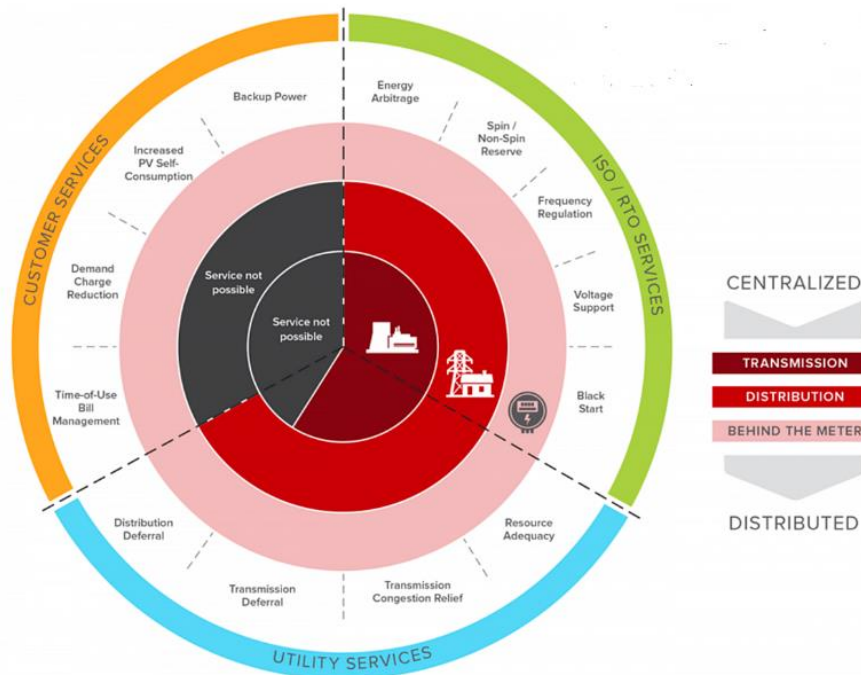 CUSTOMER SERVICES
ISO / RTO SERVICES
UTILITY SERVICES
Backup Power
Increased
PV Self-
Consumption
Demand
Charge
Reduction
Time-of-Use
Bill
Management
Energy
Arbitrage
Spin /
Non-Spin
Reserve
Frequency
Regulation
Voltage
Support
Black
Start
Resource
Adequacy
Transmission
Congestion Relief
Transmission
Deferral
Distribution
Deferral
Service not
possible
Service not
possible
CENTRALIZED
TRANSMISSION
DISTRIBUTION
BEHIND THE METER
DISTRIBUTED